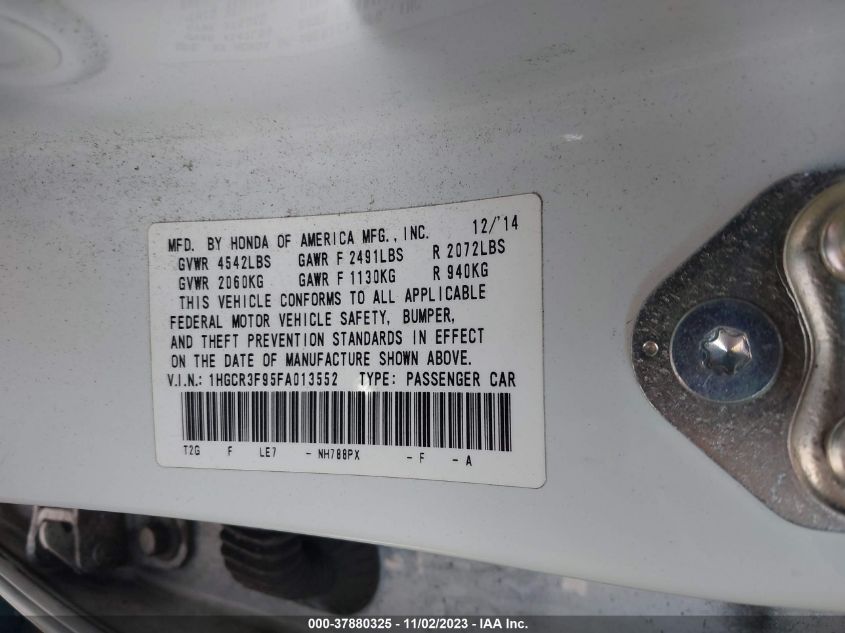 MFD. BY HONDA OF AMERICA MFG., INC. 12/'14
GVWR 4542LBS GAWR F 2491LBS R 2072LBS
GVWR 2060KG GAWR F 1130KG R 940KG
THIS VEHICLE CONFORMS TO ALL APPLICABLE
FEDERAL MOTOR VEHICLE SAFETY, BUMPER,
AND THEFT PREVENTION STANDARDS IN EFFECT
ON THE DATE OF MANUFACTURE SHOWN ABOVE.
V.I.N.: 1HGCR3F95FA013552 TYPE: PASSENGER CAR
T2G F LE7 - NH788PX - F - A
000-37880325 - 11/02/2023 - IAA Inc.